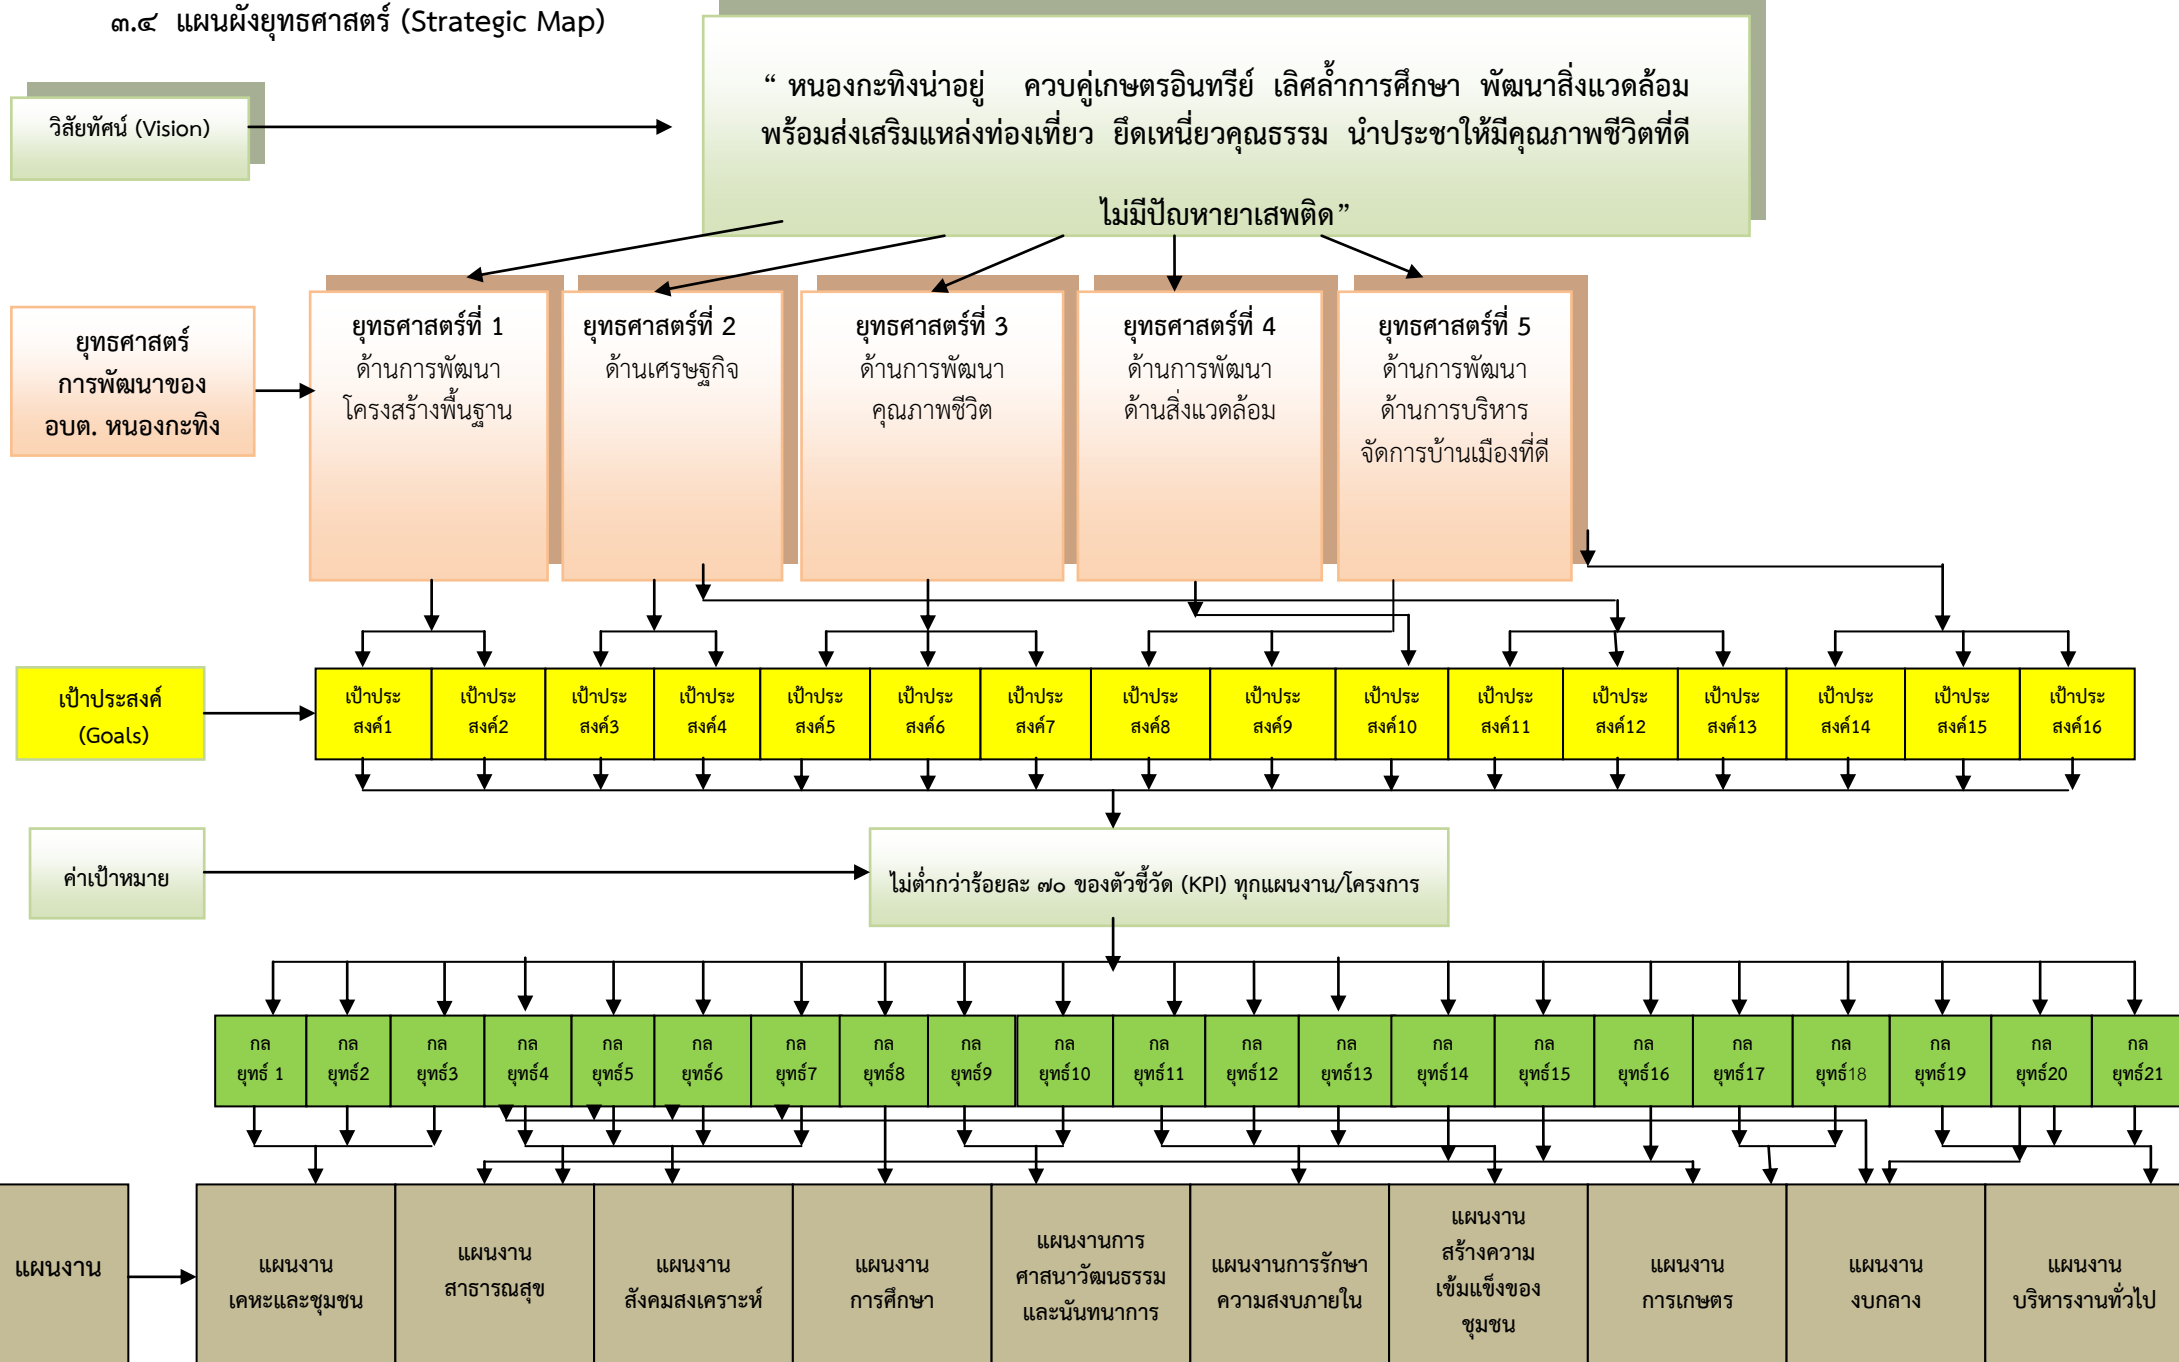 ๓.๔ แผนผังยุทธศาสตร์ (Strategic Map)
“ หนองกะทิงน่าอยู่ ควบคู่เกษตรอินทรีย์ เลิศล้ำการศึกษา พัฒนาสิ่งแวดล้อม
พร้อมส่งเสริมแหล่งท่องเที่ยว ยึดเหนี่ยวคุณธรรม นำประชาให้มีคุณภาพชีวิตที่ดี
ไม่มีปัญหายาเสพติด”
วิสัยทัศน์ (Vision)
ยุทธศาสตร์
การพัฒนาของ
อบต. หนองกะทิง
ยุทธศาสตร์ที่ 1
ด้านการพัฒนา
โครงสร้างพื้นฐาน
ยุทธศาสตร์ที่ 2
ด้านเศรษฐกิจ
ยุทธศาสตร์ที่ 3
ด้านการพัฒนา
คุณภาพชีวิต
ยุทธศาสตร์ที่ 4
ด้านการพัฒนา
ด้านสิ่งแวดล้อม
ยุทธศาสตร์ที่ 5
ด้านการพัฒนา
ด้านการบริหาร
จัดการบ้านเมืองที่ดี
เป้าประสงค์
(Goals)
เป้าประ
สงค์1
เป้าประ
สงค์2
เป้าประ
สงค์3
เป้าประ
สงค์4
เป้าประ
สงค์5
เป้าประ
สงค์6
เป้าประ
สงค์7
เป้าประ
สงค์8
เป้าประ
สงค์9
เป้าประ
สงค์10
เป้าประ
สงค์11
เป้าประ
สงค์12
เป้าประ
สงค์13
เป้าประ
สงค์14
เป้าประ
สงค์15
เป้าประ
สงค์16
ค่าเป้าหมาย
ไม่ต่ำกว่าร้อยละ ๗๐ ของตัวชี้วัด (KPI) ทุกแผนงาน/โครงการ
กล
ยุทธ์ 1
กล
ยุทธ์2
กล
ยุทธ์3
กล
ยุทธ์4
กล
ยุทธ์5
กล
ยุทธ์6
กล
ยุทธ์7
กล
ยุทธ์8
กล
ยุทธ์9
กล
ยุทธ์10
กล
ยุทธ์11
กล
ยุทธ์12
กล
ยุทธ์13
กล
ยุทธ์14
กล
ยุทธ์15
กล
ยุทธ์16
กล
ยุทธ์17
กล
ยุทธ์18
กล
ยุทธ์19
กล
ยุทธ์20
กล
ยุทธ์21
แผนงาน
แผนงาน
เคหะและชุมชน
แผนงาน
สาธารณสุข
แผนงาน
สังคมสงเคราะห์
แผนงาน
การศึกษา
แผนงานการ
ศาสนาวัฒนธรรม
และนันทนาการ
แผนงานการรักษา
ความสงบภายใน
แผนงาน
สร้างความ
เข้มแข็งของ
ชุมชน
แผนงาน
การเกษตร
แผนงาน
งบกลาง
แผนงาน
บริหารงานทั่วไป